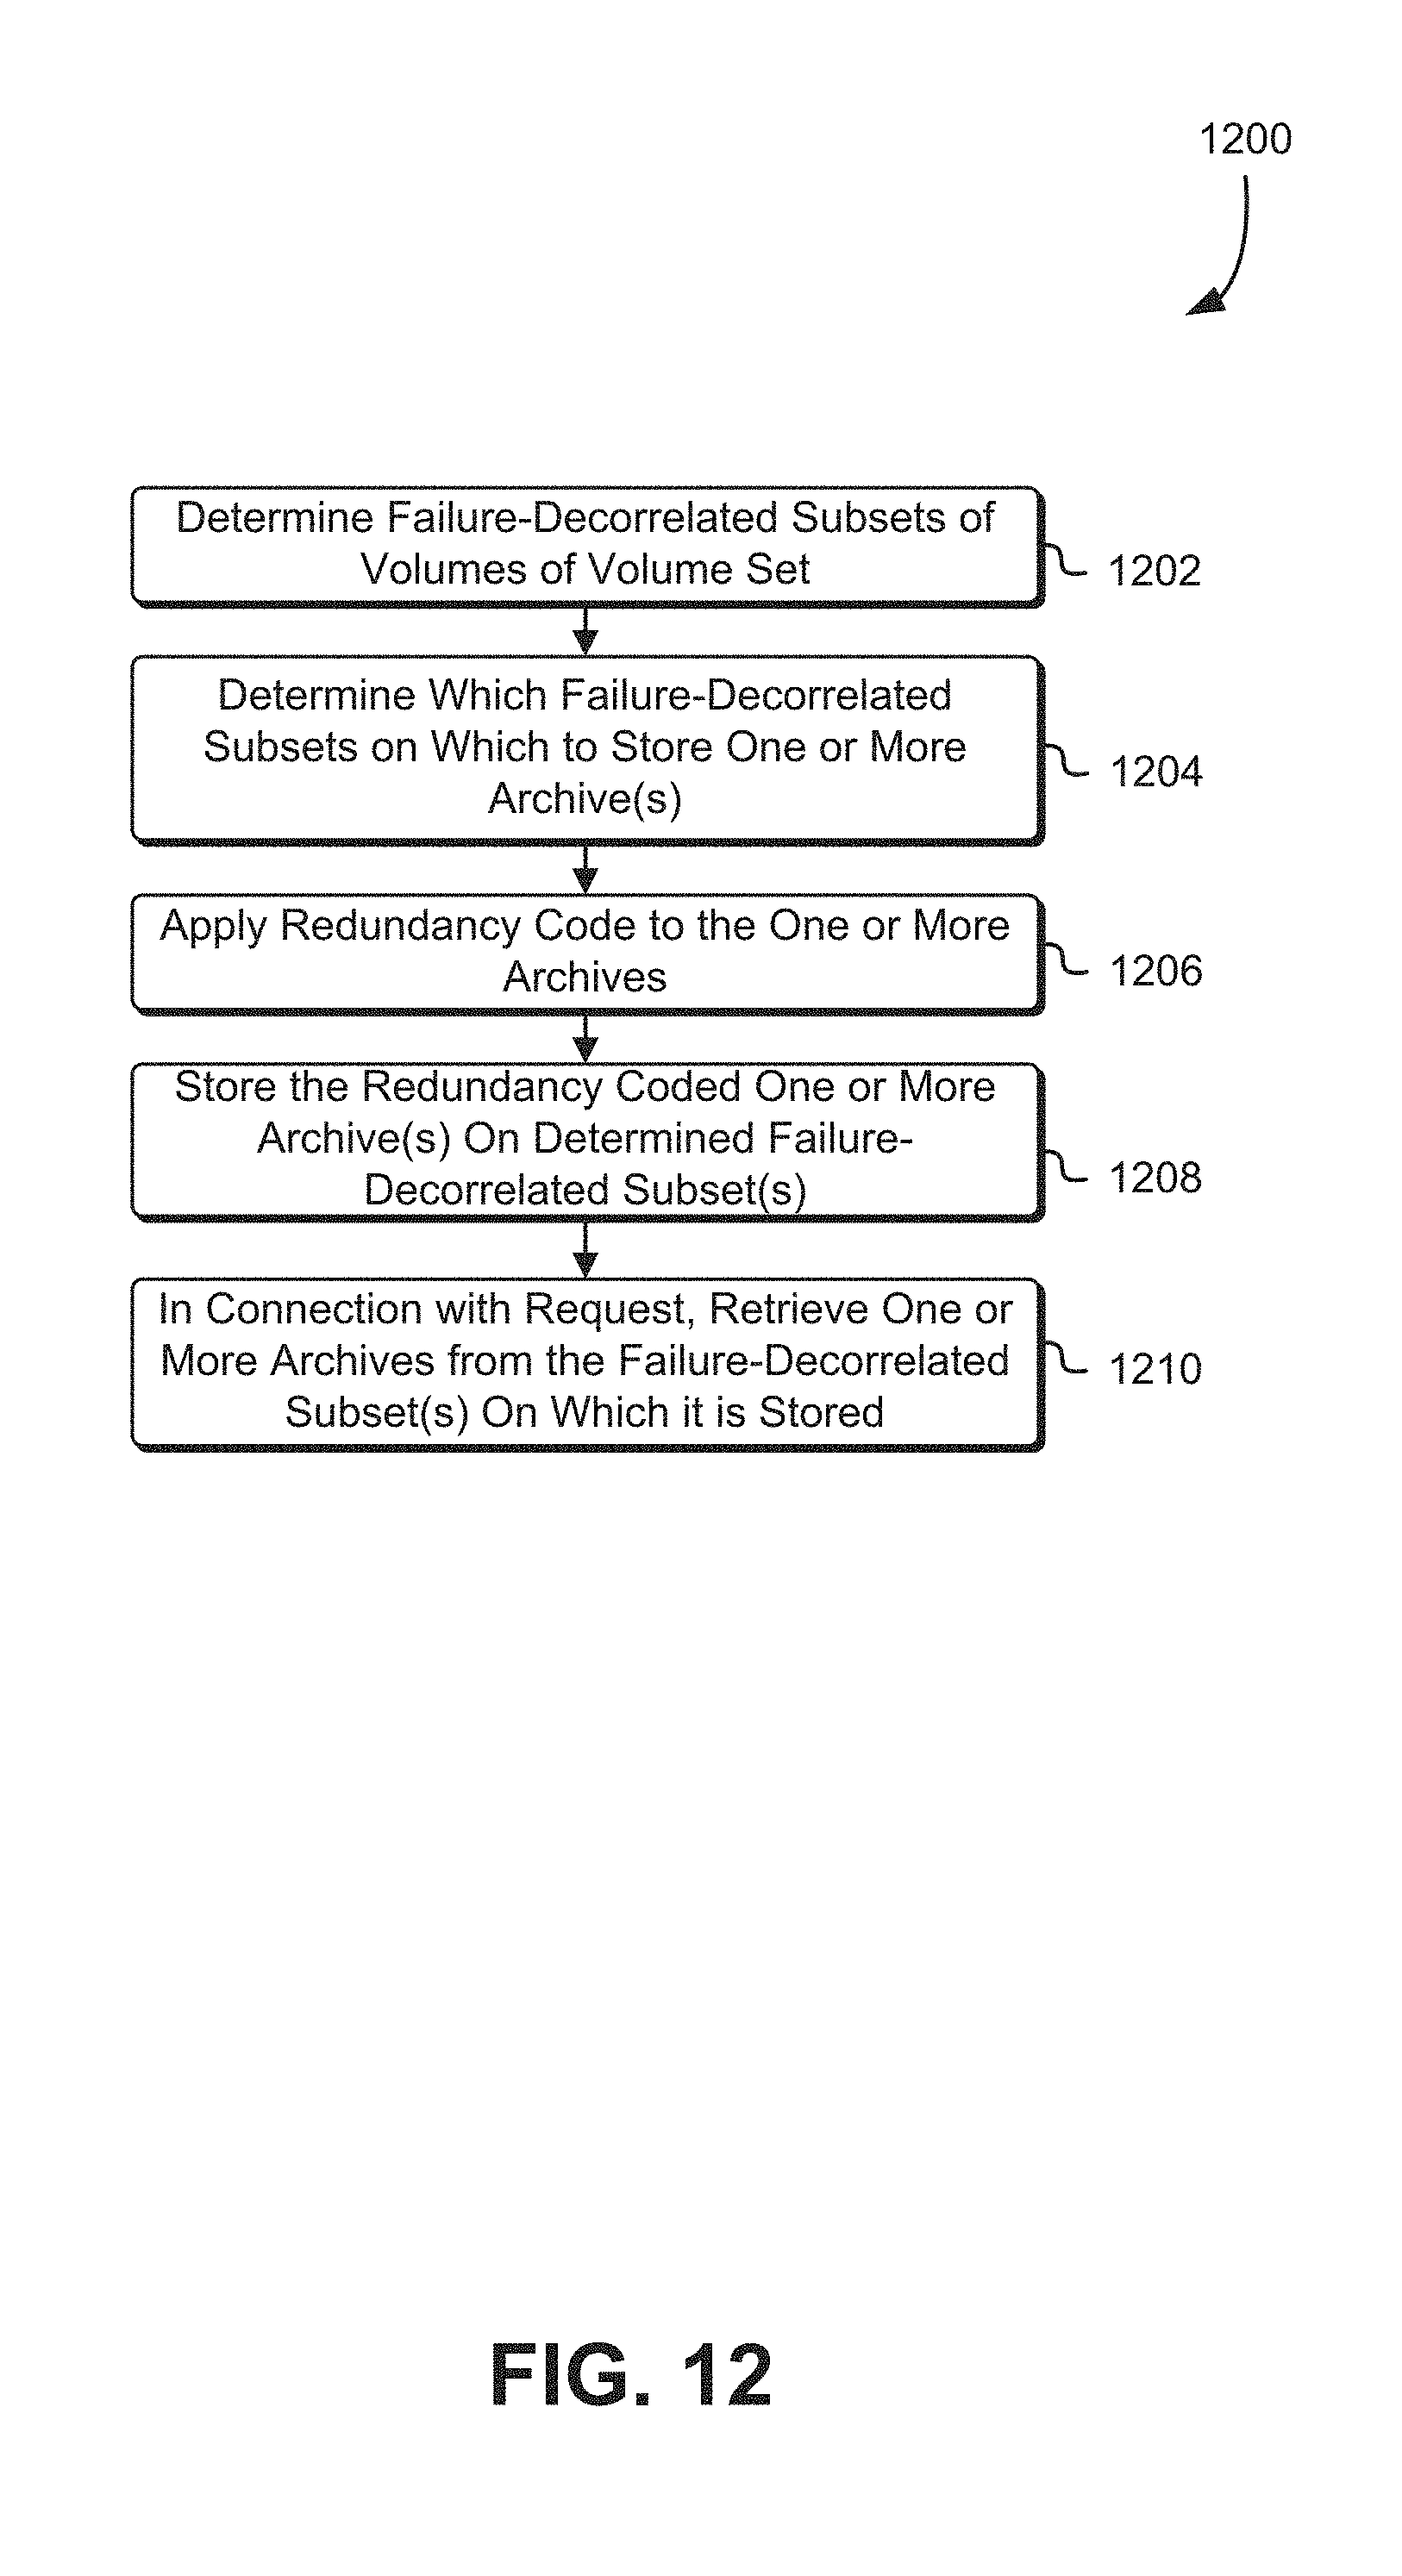 1200
Determine Failure-Decorrelated Subsets of
Volumes of Volume Set
1202
Determine Which Failure-Decorrelated
Subsets on Which to Store One or More
Archive(s)
1204
Apply Redundancy Code to the One or More
Archives
1206
Store the Redundancy Coded One or More
Archive(s) On Determined Failure-
Decorrelated Subset(s)
1208
In Connection with Request, Retrieve One or
More Archives from the Failure-Decorrelated
Subset(s) On Which it is Stored
1210
FIG. 12